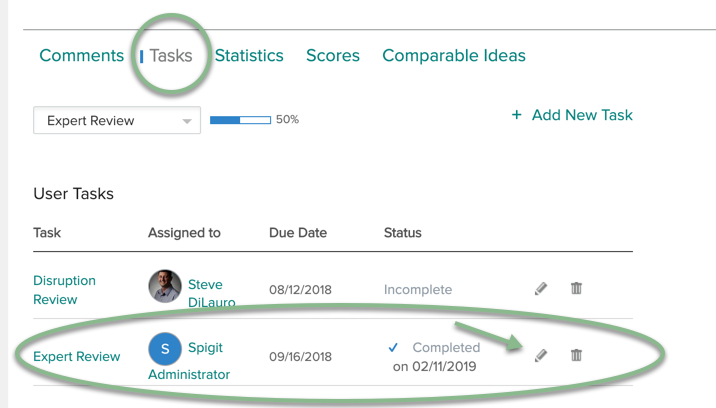 Comments Tasks Statistics Scores Comparable Ideas
Expert Review 50% + Add New Task
User Tasks
Task Assigned to Due Date Status
Disruption Review Steve DiLauro 08/12/2018 Incomplete
Expert Review S Spigit Administrator 09/16/2018 ✓ Completed on 02/11/2019